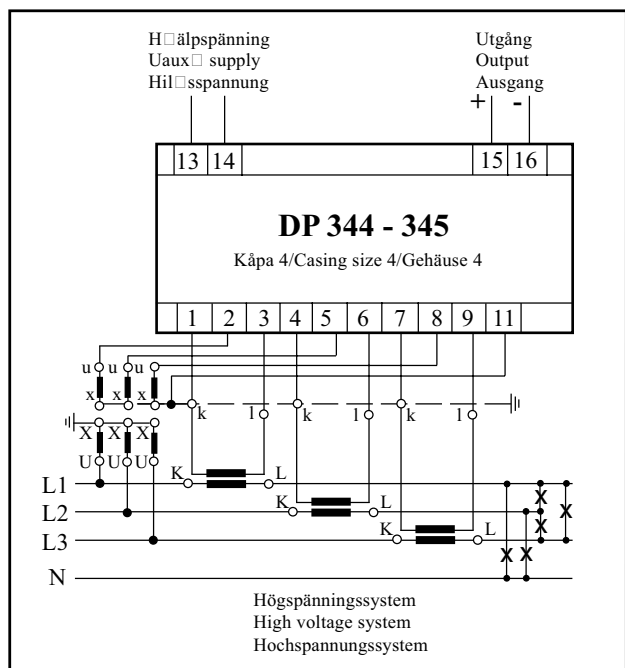 H□älpspänning
Uaux□ supply
Hil□sspannung
Utgång
Output
Ausgang
+ -
13 14 15 16
DP 344 - 345
Kåpa 4/Casing size 4/Gehäuse 4
1 2 3 4 5 6 7 8 9 11
u u u
x x x
k l k l k l
X X X
U U U
K L
L1
K L
L2
K L
L3
X X X X X
N
Högspänningssystem
High voltage system
Hochspannungssystem